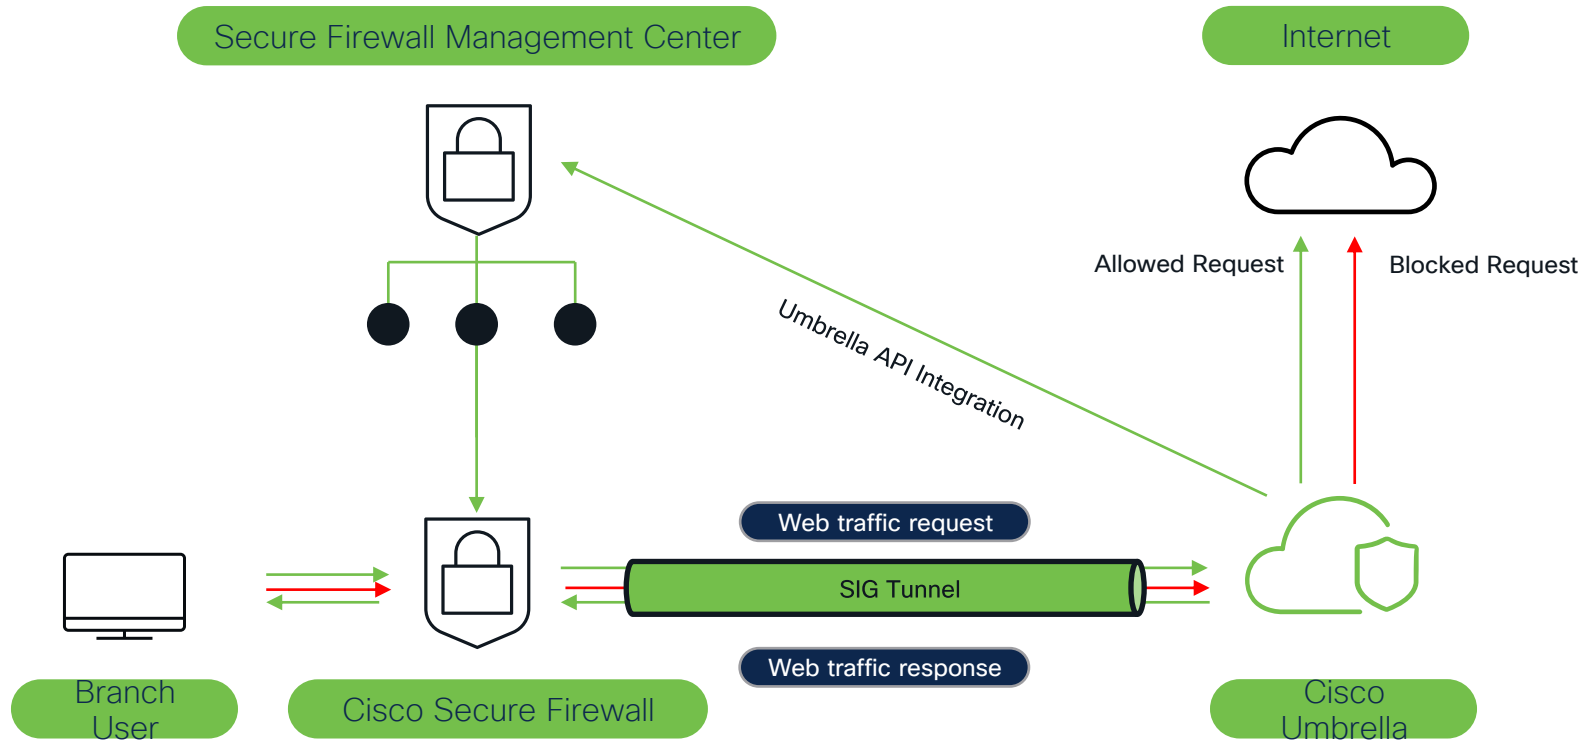 Secure Firewall Management Center
Internet
Allowed Request
Blocked Request
Umbrella API Integration
Web traffic request
SIG Tunnel
Web traffic response
Branch
User
Cisco Secure Firewall
Cisco
Umbrella